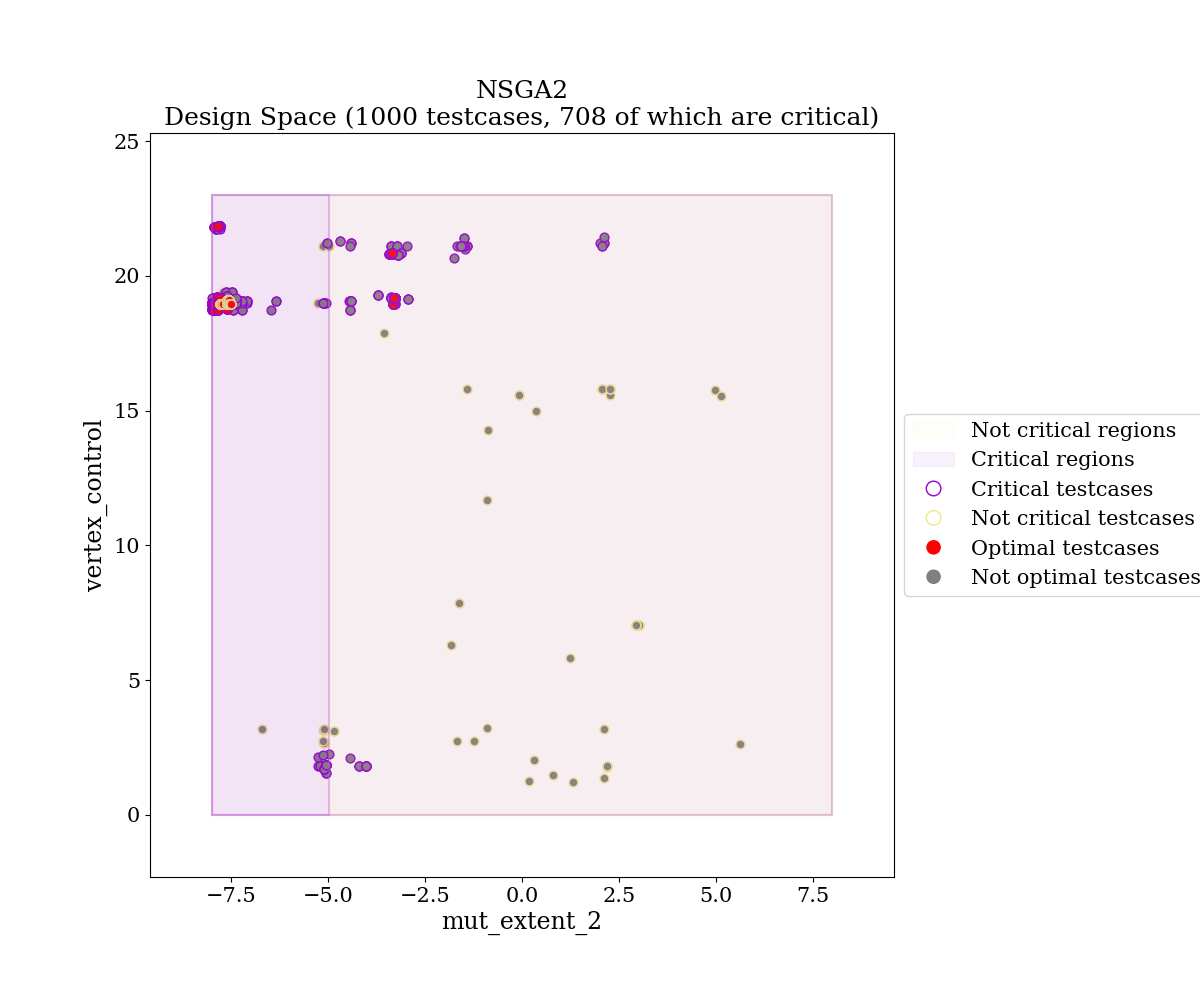 NSGA2
Design Space (1000 testcases, 708 of which are critical)
25
20
15
10
5
0
vertex_control
−7.5
−5.0
−2.5
0.0
2.5
5.0
7.5
mut_extent_2
Not critical regions
Critical regions
Critical testcases
Not critical testcases
Optimal testcases
Not optimal testcases